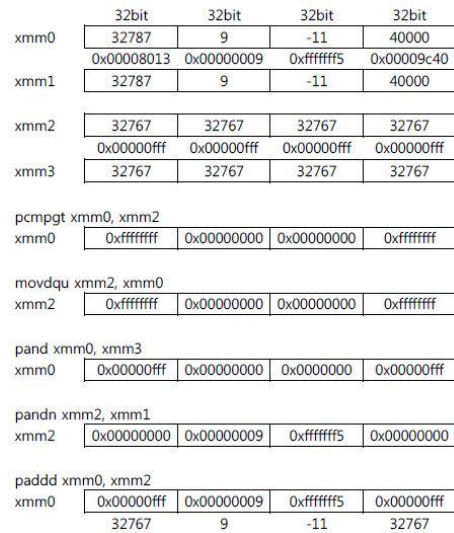 32bit 32bit 32bit 32bit
xmm0 32787 9 -11 40000
0x00008013 0x00000009 0xfffffff5 0x00009c40
xmm1 32787 9 -11 40000
xmm2 32767 32767 32767 32767
0x00000fff 0x00000fff 0x00000fff 0x00000fff
xmm3 32767 32767 32767 32767
pcmpgt xmm0, xmm2
xmm0 0xffffffff 0x00000000 0x00000000 0xffffffff
movdqu xmm2, xmm0
xmm2 0xffffffff 0x00000000 0x00000000 0xffffffff
pand xmm0, xmm3
xmm0 0x00000fff 0x00000000 0x0000000 0x00000fff
pandn xmm2, xmm1
xmm2 0x00000000 0x00000009 0xfffffff5 0x00000000
paddd xmm0, xmm2
xmm0 0x00000fff 0x00000009 0xfffffff5 0x00000fff
32767 9 -11 32767